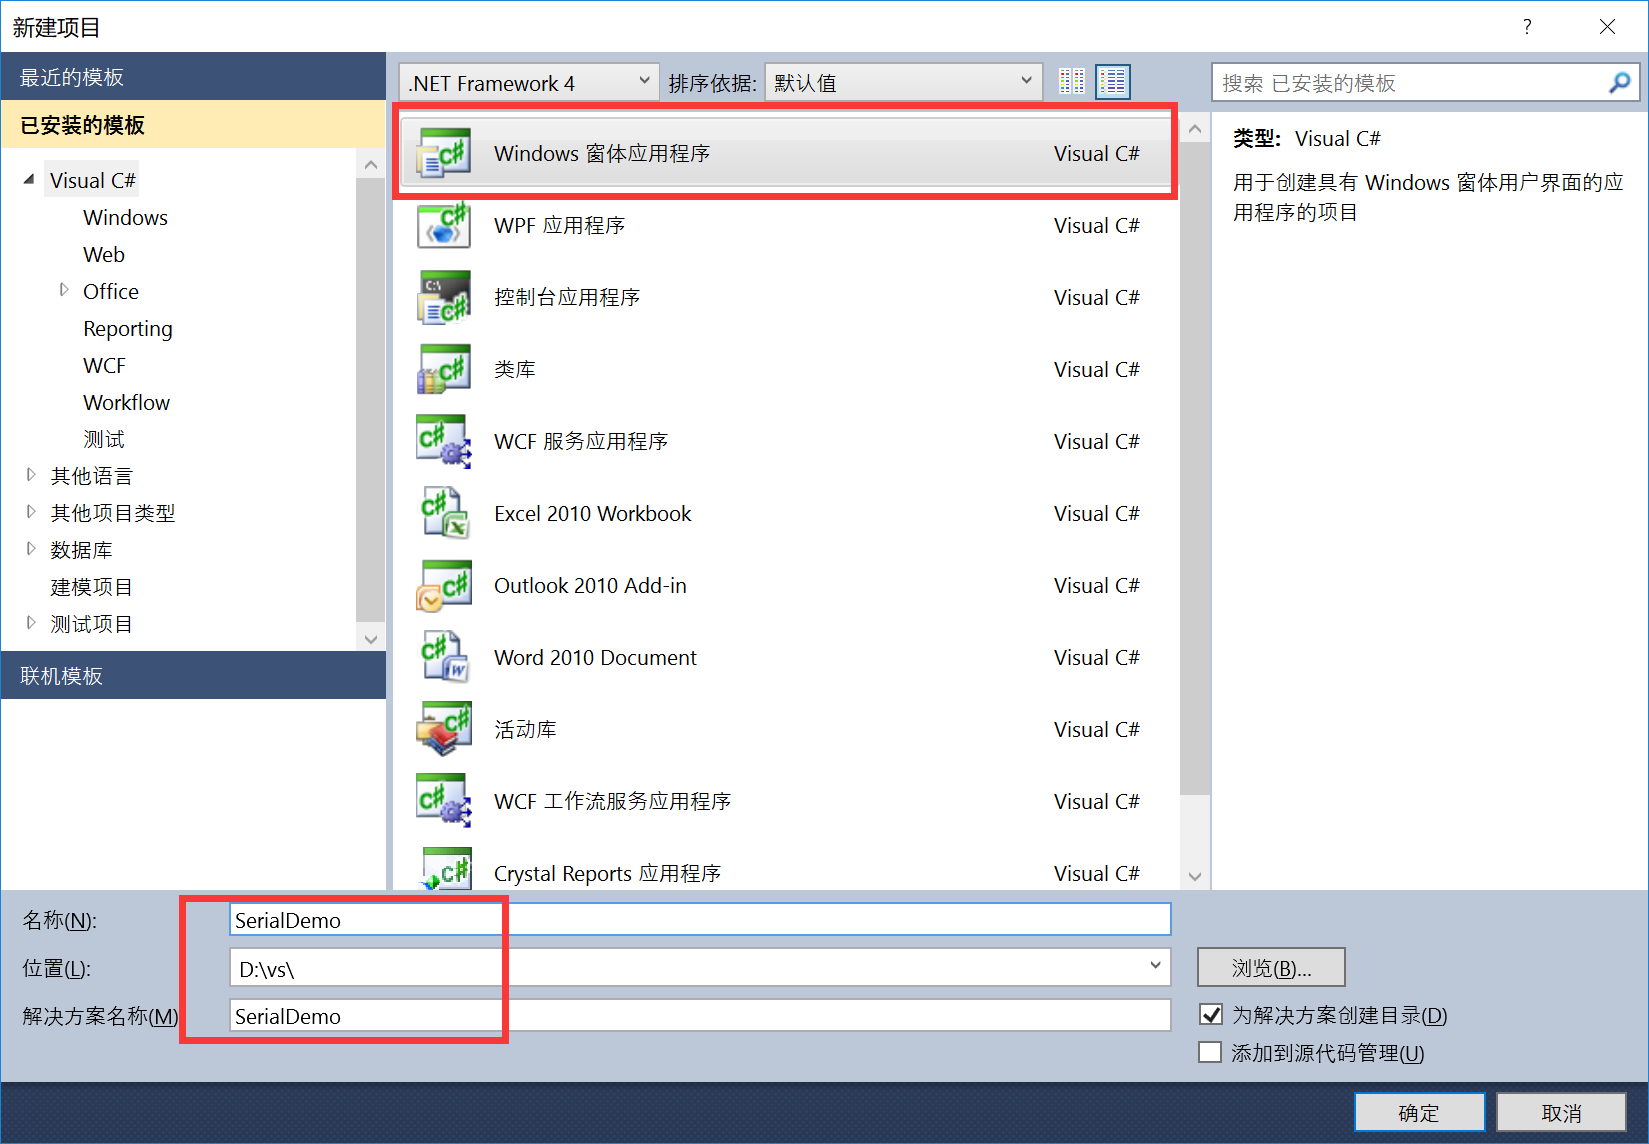 新建项目
?
最近的模板
已安装的模板
Visual C#
Windows
Web
Office
Reporting
WCF
Workflow
测试
其他语言
其他项目类型
数据库
建模项目
测试项目
联机模板
.NET Framework 4
排序依据:
默认值
搜索 已安装的模板
Windows 窗体应用程序 Visual C#
WPF 应用程序 Visual C#
控制台应用程序 Visual C#
类库 Visual C#
WCF 服务应用程序 Visual C#
Excel 2010 Workbook Visual C#
Outlook 2010 Add-in Visual C#
Word 2010 Document Visual C#
活动库 Visual C#
WCF 工作流服务应用程序 Visual C#
Crystal Reports 应用程序 Visual C#
类型: Visual C#
用于创建具有 Windows 窗体用户界面的应
用程序的项目
名称(N): SerialDemo
位置(L): D:\vs\
浏览(B)...
解决方案名称(M) SerialDemo
为解决方案创建目录(D)
添加到源代码管理(U)
确定
取消